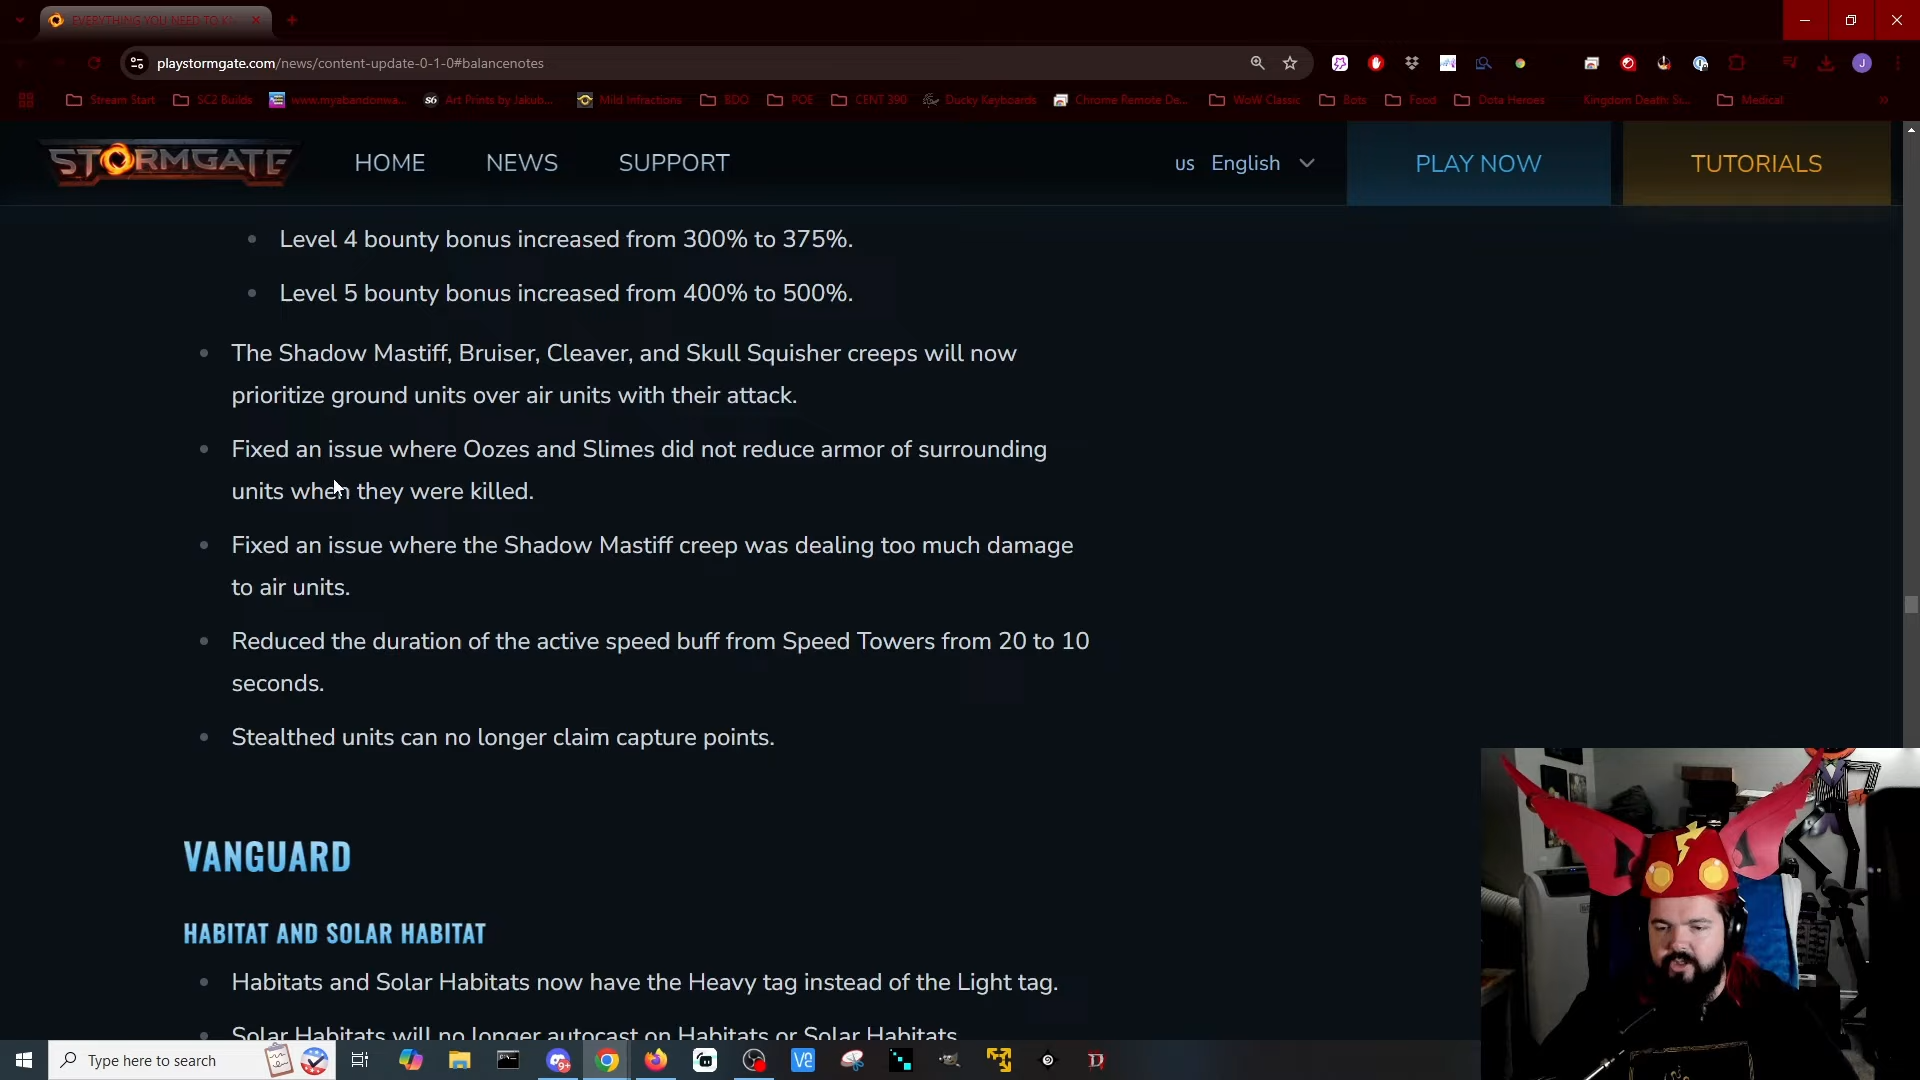 EVERYTHING YOU NEED TO K
playstormgate.com/news/content-update-0-1-0#balancenotes
Stream Start
SC2 Builds
www.myabandonwa...
Art Prints by Jakub...
Mild Infractions
BDO
POE
CENT 390
Ducky Keyboards
Chrome Remote De...
WoW Classic
Bots
Food
Dota Heroes
Kingdom Death: Si...
Medical
STORMGATE
HOME
NEWS
SUPPORT
us English
PLAY NOW
TUTORIALS
Level 4 bounty bonus increased from 300% to 375%.
Level 5 bounty bonus increased from 400% to 500%.
The Shadow Mastiff, Bruiser, Cleaver, and Skull Squisher creeps will now
prioritize ground units over air units with their attack.
Fixed an issue where Oozes and Slimes did not reduce armor of surrounding
units when they were killed.
Fixed an issue where the Shadow Mastiff creep was dealing too much damage
to air units.
Reduced the duration of the active speed buff from Speed Towers from 20 to 10
seconds.
Stealthed units can no longer claim capture points.
VANGUARD
HABITAT AND SOLAR HABITAT
Habitats and Solar Habitats now have the Heavy tag instead of the Light tag.
Solar Habitats will no longer autocast on Habitats or Solar Habitats.
Type here to search